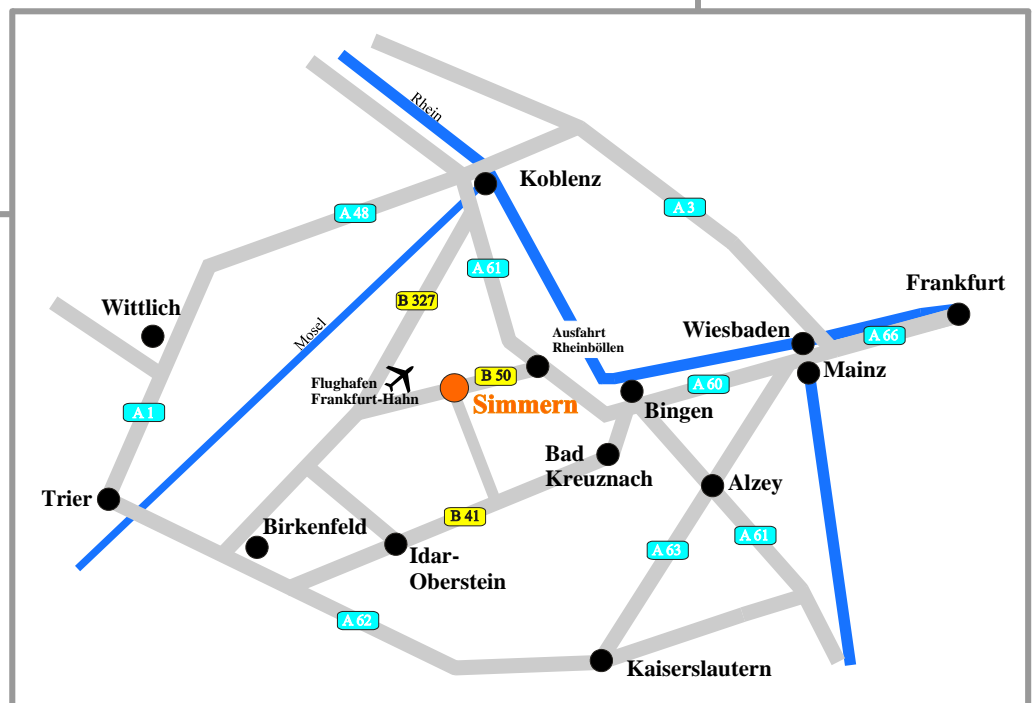 Rhein
Koblenz
A 48
A 3
A 61
Wittlich
B 327
Mosel
Frankfurt
Ausfahrt
Rheinböllen
Wiesbaden
A 66
Flughafen
Frankfurt-Hahn
B 50
Simmern
A 60
Mainz
Bingen
A 1
Bad
Kreuznach
Alzey
Trier
B 41
Birkenfeld
Idar-
Oberstein
A 61
A 63
A 62
Kaiserslautern